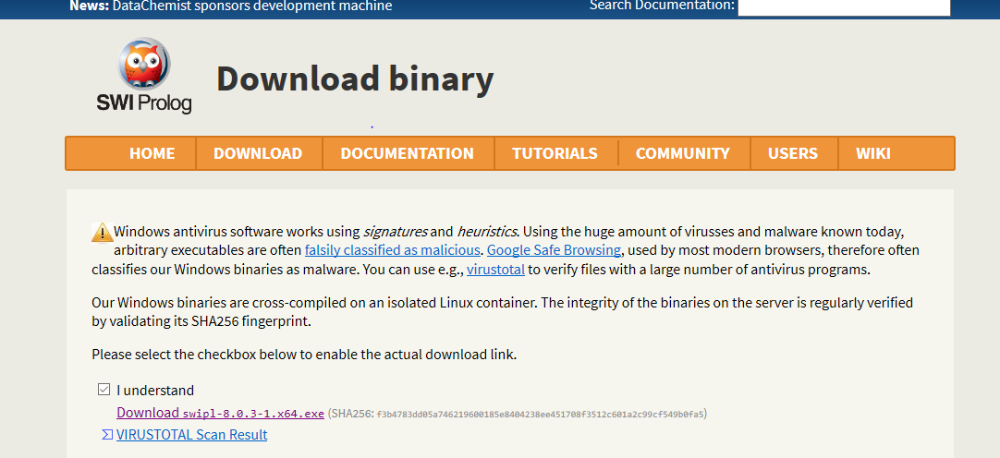 News: DataChemist sponsors development machine
Search Documentation:
SWI Prolog
Download binary
HOME
DOWNLOAD
DOCUMENTATION
TUTORIALS
COMMUNITY
USERS
WIKI
Windows antivirus software works using signatures and heuristics. Using the huge amount of virusses and malware known today,
arbitrary executables are often falsily classified as malicious. Google Safe Browsing, used by most modern browsers, therefore often
classifies our Windows binaries as malware. You can use e.g., virustotal to verify files with a large number of antivirus programs.
Our Windows binaries are cross-compiled on an isolated Linux container. The integrity of the binaries on the server is regularly verified
by validating its SHA256 fingerprint.
Please select the checkbox below to enable the actual download link.
I understand
Download swipl-8.0.3-1.x64.exe (SHA256: f3b4783dd05a746219600185e8404238ee451708f3512c601a2c99cf549b0fa5)
Σ VIRUSTOTAL Scan Result